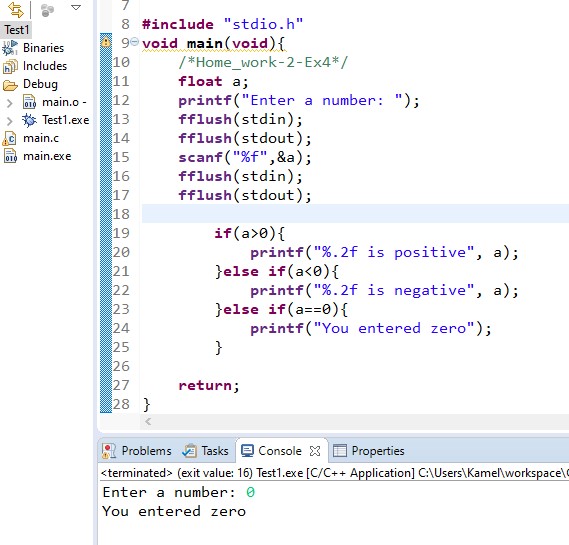 Test1
Binaries
Includes
Debug
main.o -
Test1.exe
main.c
main.exe
7
8 #include "stdio.h"
9 void main(void){
10     /*Home_work-2-Ex4*/
11     float a;
12     printf("Enter a number: ");
13     fflush(stdin);
14     fflush(stdout);
15     scanf("%f",&a);
16     fflush(stdin);
17     fflush(stdout);
18
19         if(a>0){
20             printf("%.2f is positive", a);
21         }else if(a<0){
22             printf("%.2f is negative", a);
23         }else if(a==0){
24             printf("You entered zero");
25         }
26
27     return;
28 }
Problems Tasks Console Properties
<terminated> (exit value: 16) Test1.exe [C/C++ Application] C:\Users\Kamel\workspace\
Enter a number: 0
You entered zero